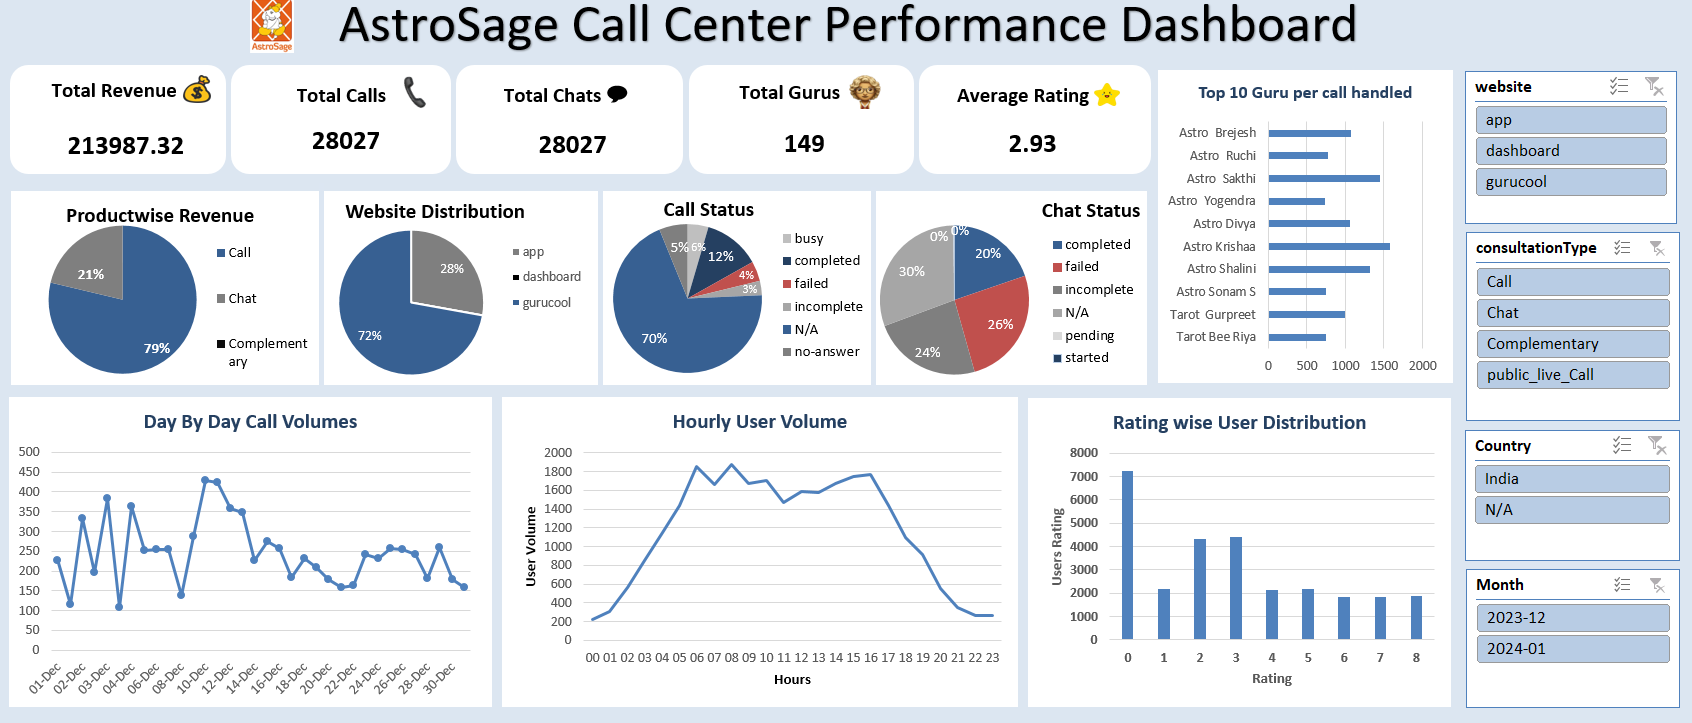 AstroSage Call Center Performance Dashboard
AstroSage
Total Revenue
213987.32
Total Calls
28027
Total Chats
28027
Total Gurus
149
Average Rating
2.93
Top 10 Guru per call handled
Astro Brejesh
Astro Ruchi
Astro Sakthi
Astro Yogendra
Astro Divya
Astro Krishaa
Astro Shalini
Astro Sonam S
Tarot Gurpreet
Tarot Bee Riya
0 500 1000 1500 2000
website
app
dashboard
gurucool
Productwise Revenue
21%
79%
Call
Chat
Complement
ary
Website Distribution
28%
72%
app
dashboard
gurucool
Call Status
5% 6%
12%
4%
3%
70%
busy
completed
failed
incomplete
N/A
no-answer
Chat Status
0% 0%
20%
30%
26%
24%
completed
failed
incomplete
N/A
pending
started
consultationType
Call
Chat
Complementary
public_live_Call
Day By Day Call Volumes
500
450
400
350
300
250
200
150
100
50
0
01-Dec 02-Dec 03-Dec 04-Dec 06-Dec 08-Dec 10-Dec 12-Dec 14-Dec 16-Dec 18-Dec 20-Dec 22-Dec 24-Dec 26-Dec 28-Dec 30-Dec
Hourly User Volume
User Volume
2000
1800
1600
1400
1200
1000
800
600
400
200
0
00 01 02 03 04 05 06 07 08 09 10 11 12 13 14 15 16 17 18 19 20 21 22 23
Hours
Rating wise User Distribution
Users Rating
8000
7000
6000
5000
4000
3000
2000
1000
0
0 1 2 3 4 5 6 7 8
Rating
Country
India
N/A
Month
2023-12
2024-01